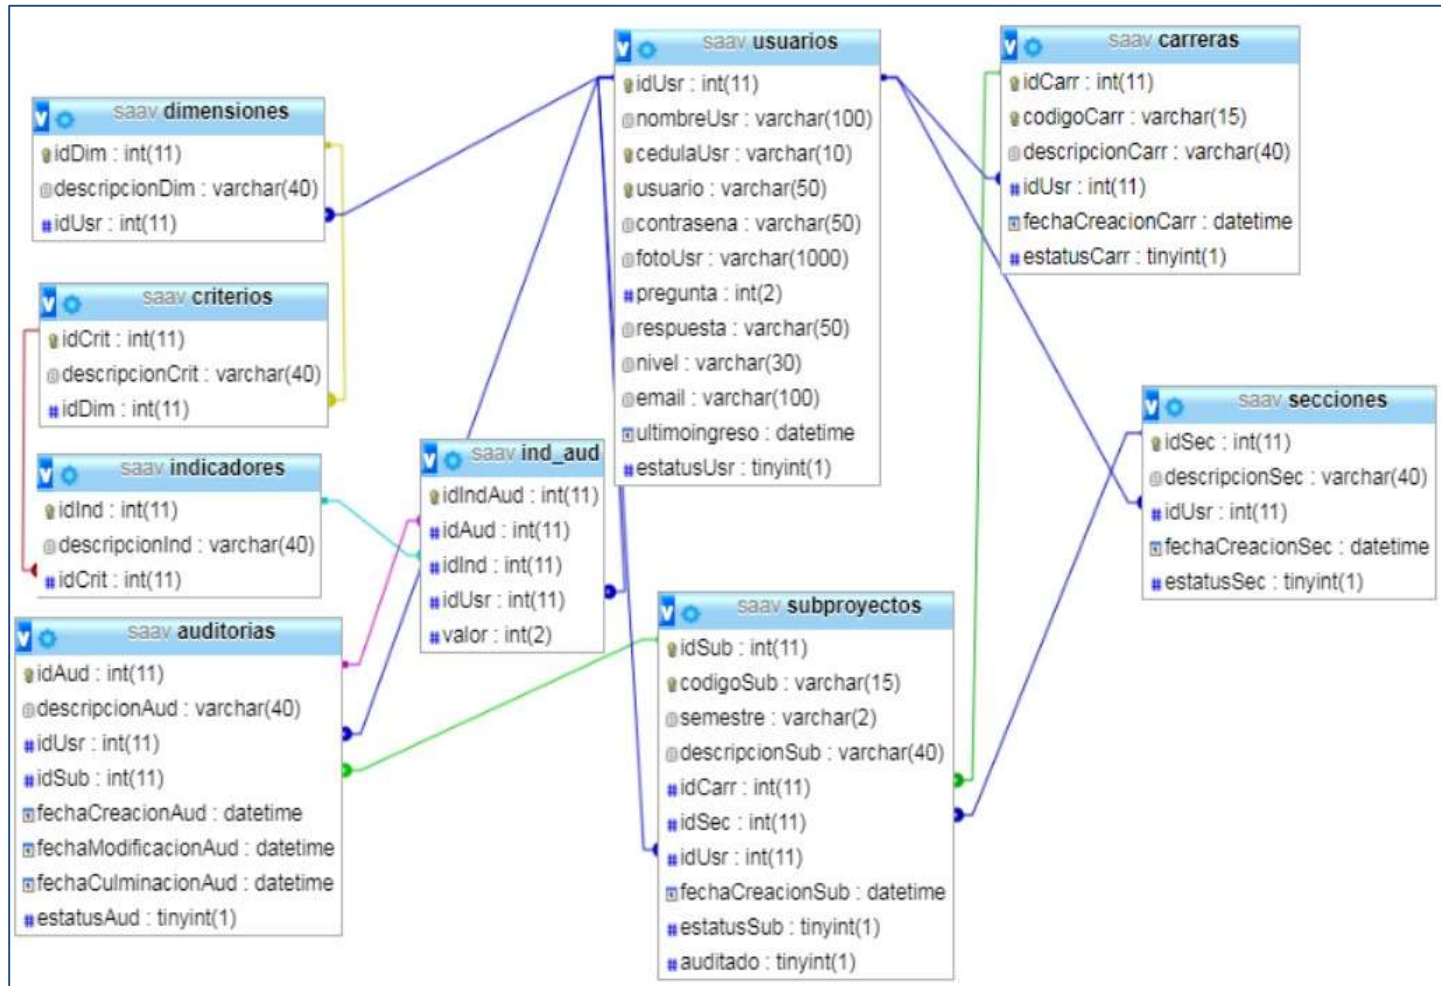 saav dimensiones
idDim : int(11)
descripcionDim : varchar(40)
idUsr : int(11)
saav criterios
idCrit : int(11)
descripcionCrit : varchar(40)
idDim : int(11)
saav indicadores
idInd : int(11)
descripcionInd : varchar(40)
idCrit : int(11)
saav auditorias
idAud : int(11)
descripcionAud : varchar(40)
idUsr : int(11)
idSub : int(11)
fechaCreacionAud : datetime
fechaModificacionAud : datetime
fechaCulminacionAud : datetime
estatusAud : tinyint(1)
saav ind_aud
idIndAud : int(11)
idAud : int(11)
idInd : int(11)
idUsr : int(11)
valor : int(2)
saav usuarios
idUsr : int(11)
nombreUsr : varchar(100)
cedulaUsr : varchar(10)
usuario : varchar(50)
contrasena : varchar(50)
fotoUsr : varchar(1000)
pregunta : int(2)
respuesta : varchar(50)
nivel : varchar(30)
email : varchar(100)
ultimoingreso : datetime
estatusUsr : tinyint(1)
saav subproyectos
idSub : int(11)
codigoSub : varchar(15)
semestre : varchar(2)
descripcionSub : varchar(40)
idCarr : int(11)
idSec : int(11)
idUsr : int(11)
fechaCreacionSub : datetime
estatusSub : tinyint(1)
auditado : tinyint(1)
saav carreras
idCarr : int(11)
codigoCarr : varchar(15)
descripcionCarr : varchar(40)
idUsr : int(11)
fechaCreacionCarr : datetime
estatusCarr : tinyint(1)
saav secciones
idSec : int(11)
descripcionSec : varchar(40)
idUsr : int(11)
fechaCreacionSec : datetime
estatusSec : tinyint(1)